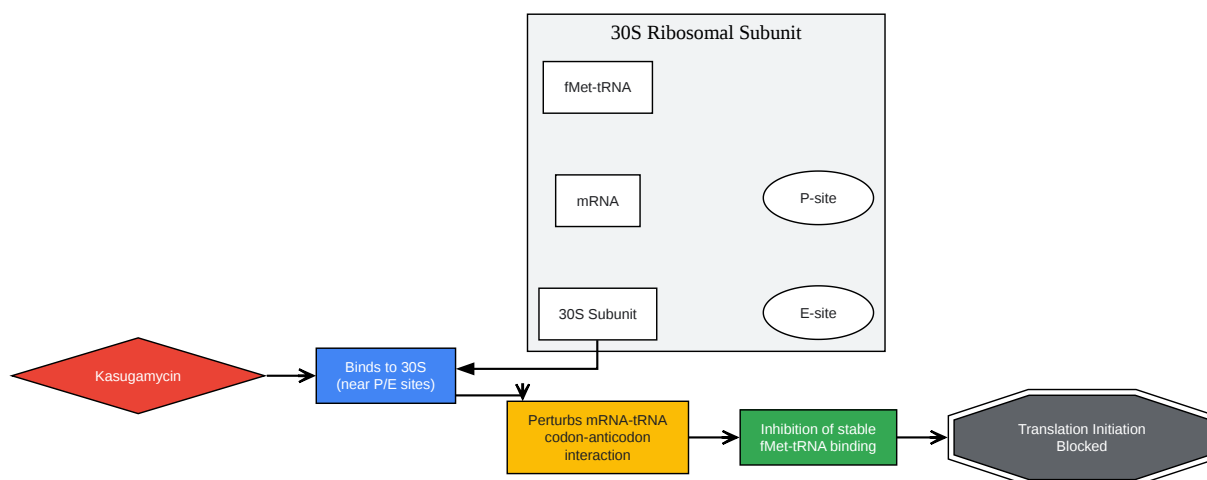 30S Ribosomal Subunit
fMet-tRNA
mRNA
P-site
30S Subunit
E-site
Kasugamycin
Binds to 30S
(near P/E sites)
Perturbs mRNA-tRNA
codon-anticodon
interaction
Inhibition of stable
fMet-tRNA binding
Translation Initiation
Blocked